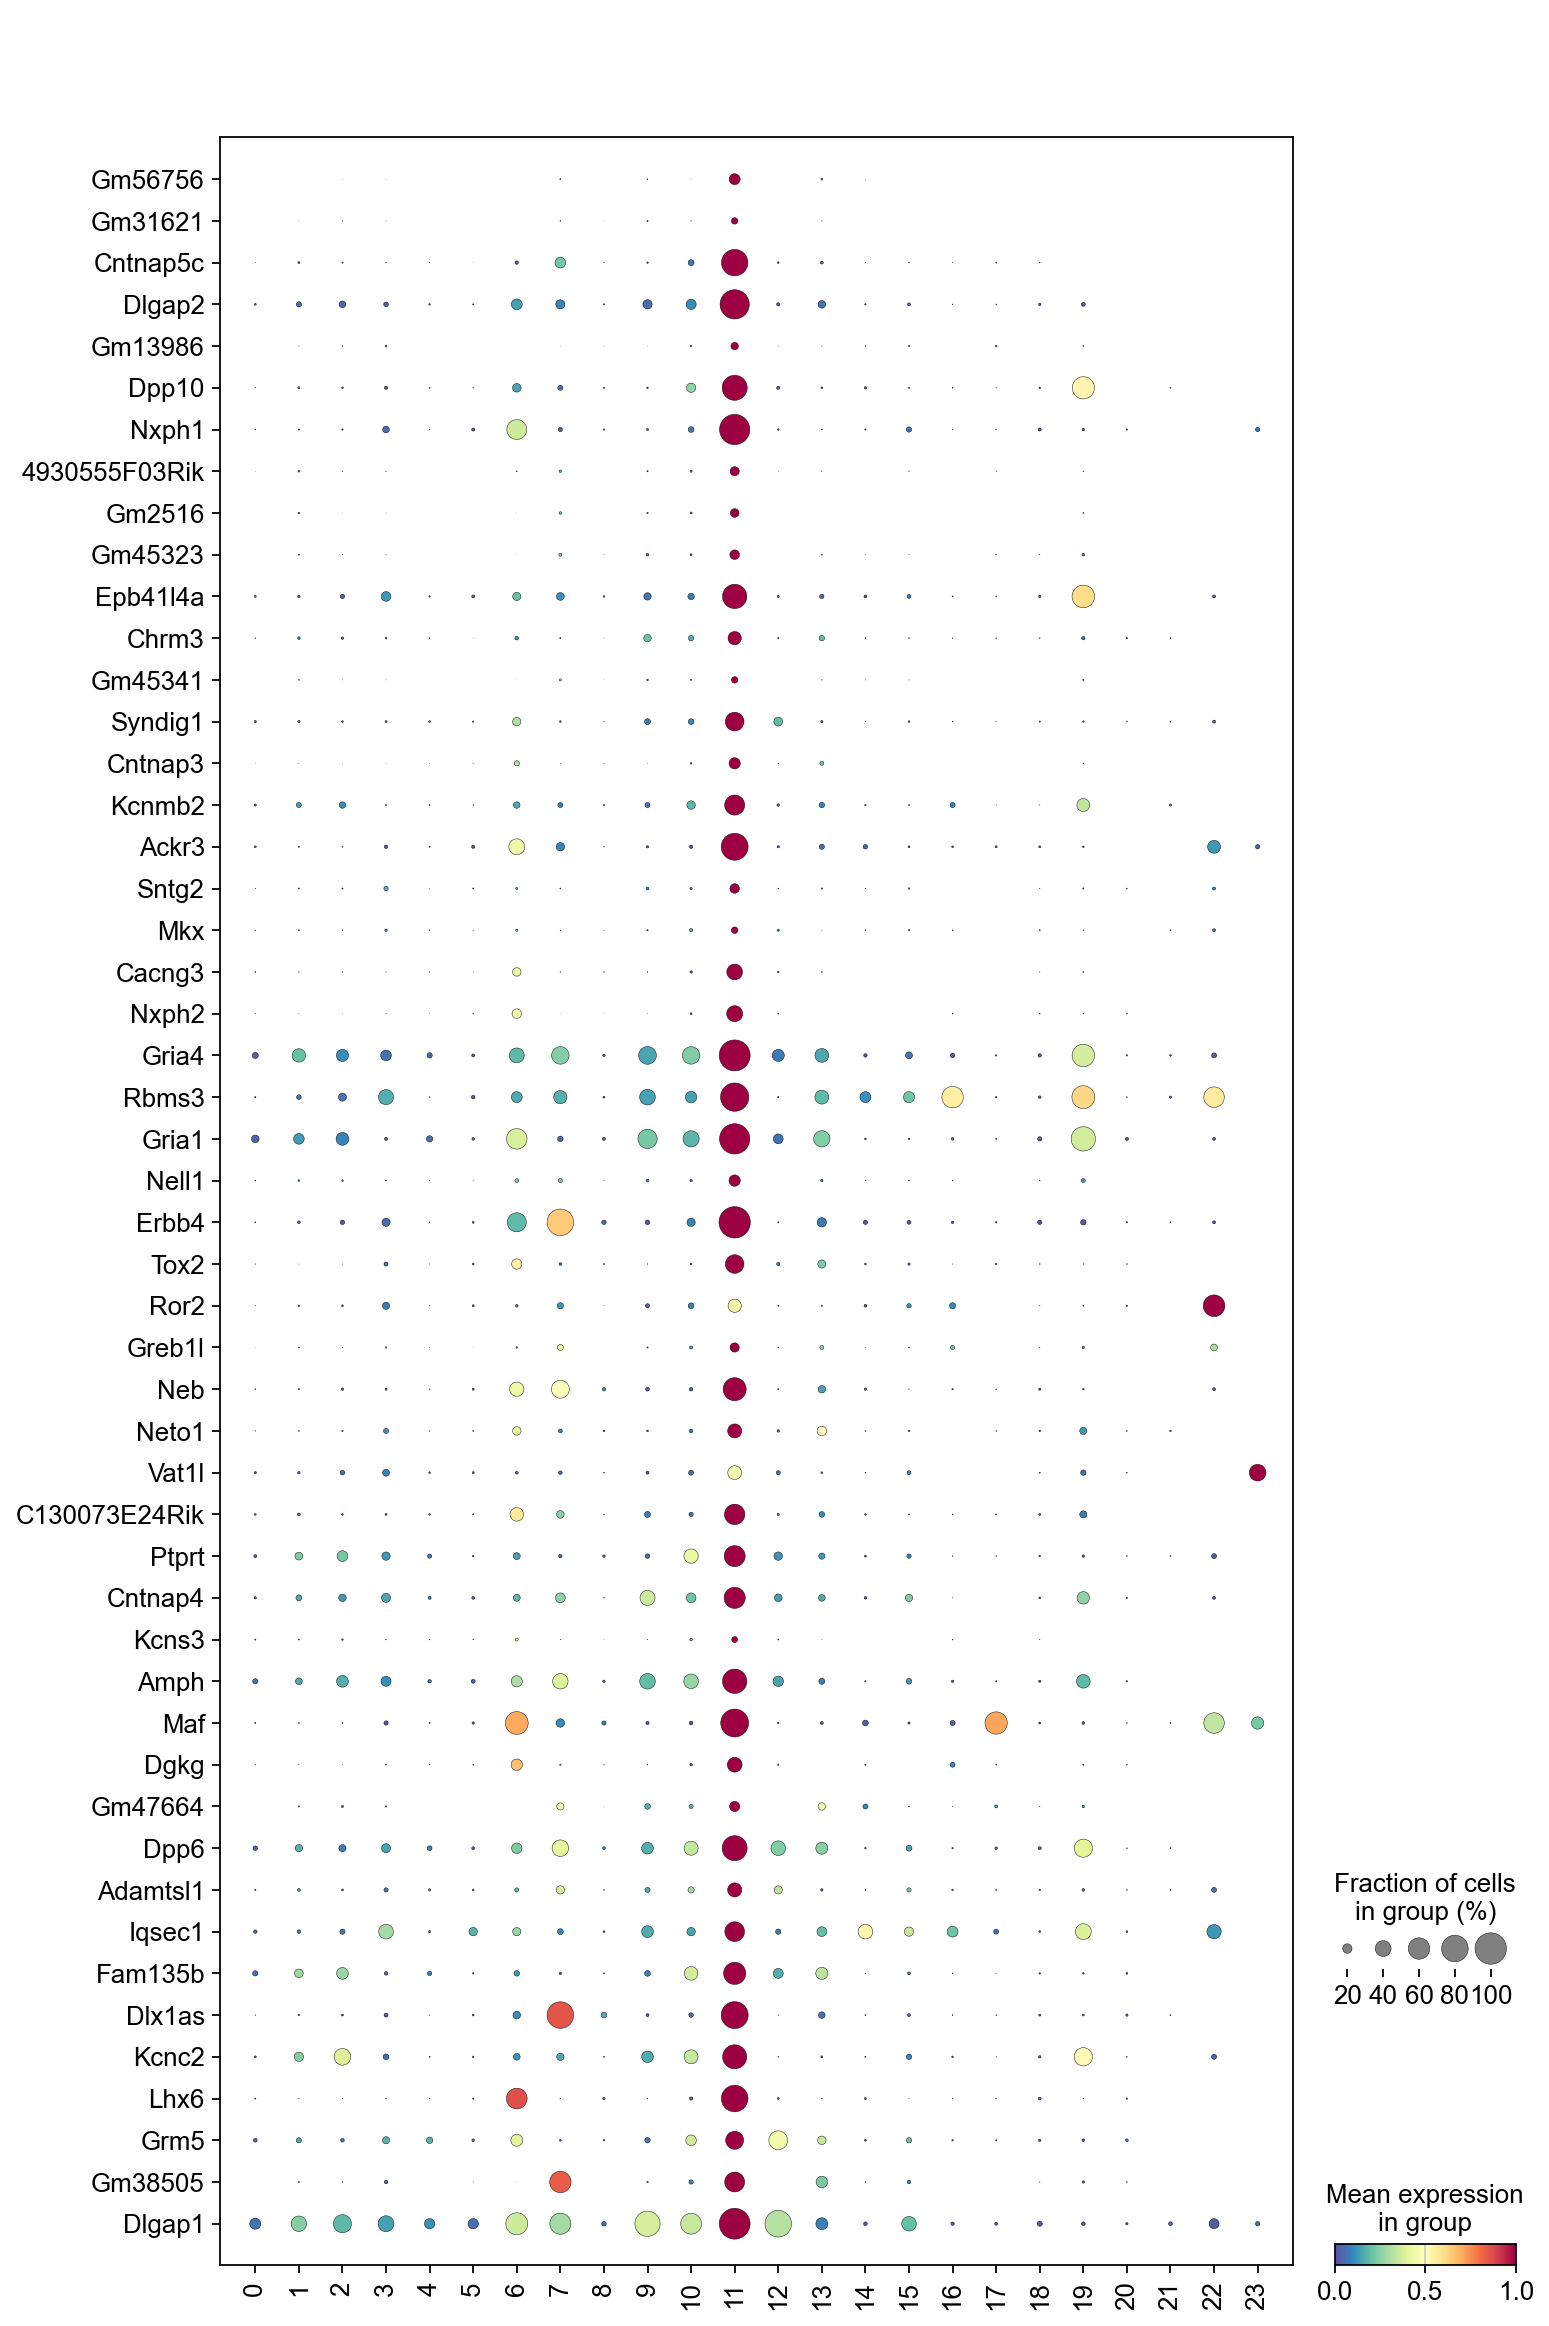 Gm56756
Gm31621
Cntnap5c
Dlgap2
Gm13986
Dpp10
Nxph1
4930555F03Rik
Gm2516
Gm45323
Epb41l4a
Chrm3
Gm45341
Syndig1
Cntnap3
Kcnmb2
Ackr3
Sntg2
Mkx
Cacng3
Nxph2
Gria4
Rbms3
Gria1
Nell1
Erbb4
Tox2
Ror2
Greb1l
Neb
Neto1
Vat1l
C130073E24Rik
Ptprt
Cntnap4
Kcns3
Amph
Maf
Dgkg
Gm47664
Dpp6
Adamtsl1
Iqsec1
Fam135b
Dlx1as
Kcnc2
Lhx6
Grm5
Gm38505
Dlgap1
0 1 2 3 4 5 6 7 8 9 10 11 12 13 14 15 16 17 18 19 20 21 22 23
Fraction of cells
in group (%)
20 40 60 80 100
Mean expression
in group
0.0 0.5 1.0